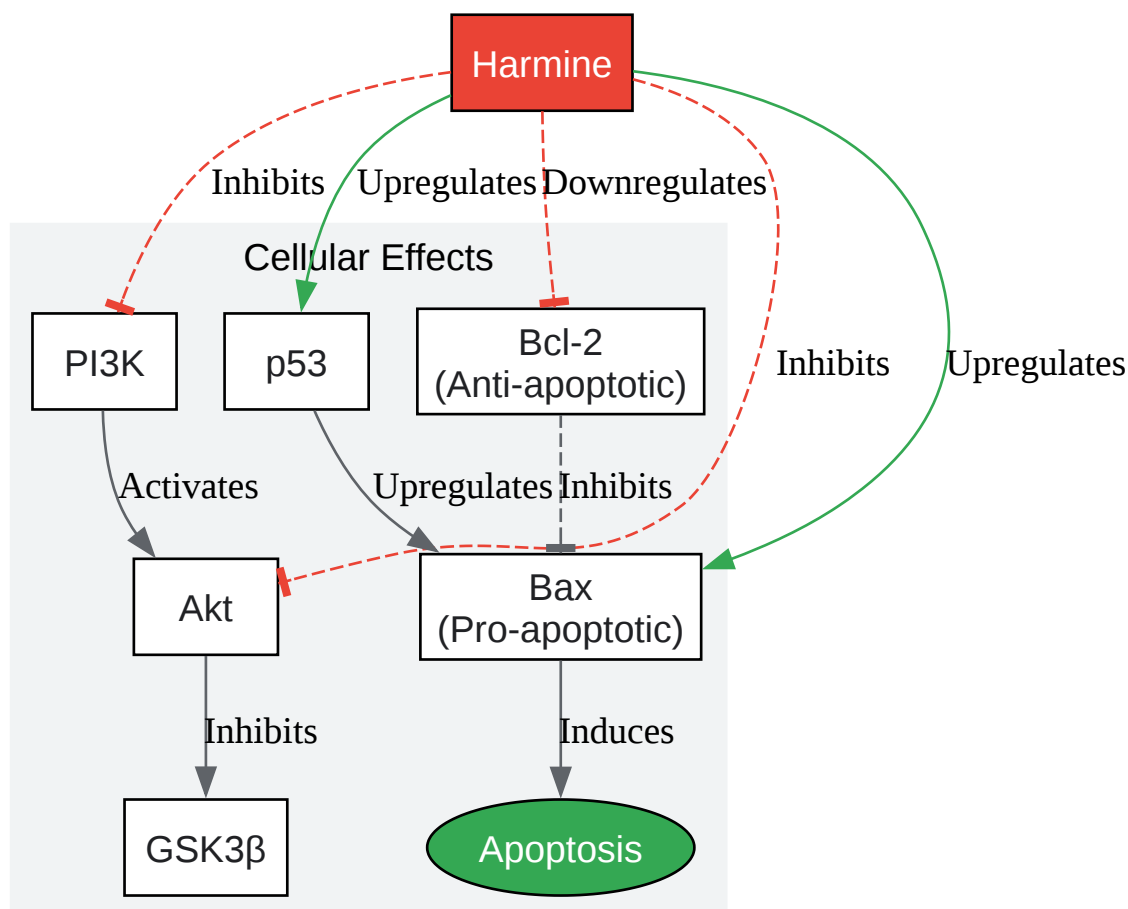 Harmine
Inhibits
Upregulates
Downregulates
Cellular Effects
PI3K
p53
Bcl-2
(Anti-apoptotic)
Inhibits
Upregulates
Activates
Upregulates
Inhibits
Akt
Bax
(Pro-apoptotic)
Inhibits
Induces
GSK3β
Apoptosis